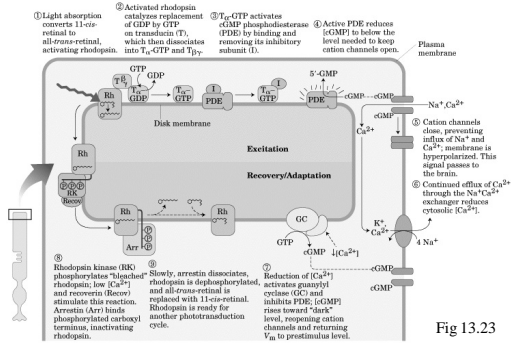 ① Light absorption
converts 11-cis-
retinal to
all-trans-retinal,
activating rhodopsin.
② Activated rhodopsin
catalyzes replacement
of GDP by GTP
on transducin (T),
which then dissociates
into Tα-GTP and Tβγ.
③ Tα-GTP activates
cGMP phosphodiesterase
(PDE) by binding and
removing its inhibitory
subunit (I).
④ Active PDE reduces
[cGMP] to below the
level needed to keep
cation channels open.
Plasma
membrane
GTP
GDP
Tβγ
Rh
Tα
GDP
Tα
GTP
I
PDE
I
Tα
GTP
5′-GMP
PDE
cGMP
cGMP
Na⁺,Ca²⁺
Ca²⁺
Disk membrane
⑤ Cation channels
close, preventing
influx of Na⁺ and
Ca²⁺; membrane is
hyperpolarized. This
signal passes to
the brain.
Excitation
Recovery/Adaptation
Rh
P P P
RK
Recov
⑥ Continued efflux of Ca²⁺
through the Na⁺Ca²⁺
exchanger reduces
cytosolic [Ca²⁺].
Rh
Arr
P
P
P
Rh
GC
GTP
cGMP
↓[Ca²⁺]
K⁺,
Ca²⁺
4 Na⁺
cGMP
cGMP
⑧
Rhodopsin kinase (RK)
phosphorylates "bleached"
rhodopsin; low [Ca²⁺]
and recoverin (Recov)
stimulate this reaction.
Arrestin (Arr) binds
phosphorylated carboxyl
terminus, inactivating
rhodopsin.
⑨
Slowly, arrestin dissociates,
rhodopsin is dephosphorylated,
and all-trans-retinal is
replaced with 11-cis-retinal.
Rhodopsin is ready for
another phototransduction
cycle.
⑦
Reduction of [Ca²⁺]
activates guanylyl
cyclase (GC) and
inhibits PDE; [cGMP]
rises toward "dark"
level, reopening cation
channels and returning
Vm to prestimulus level.
Fig 13.23